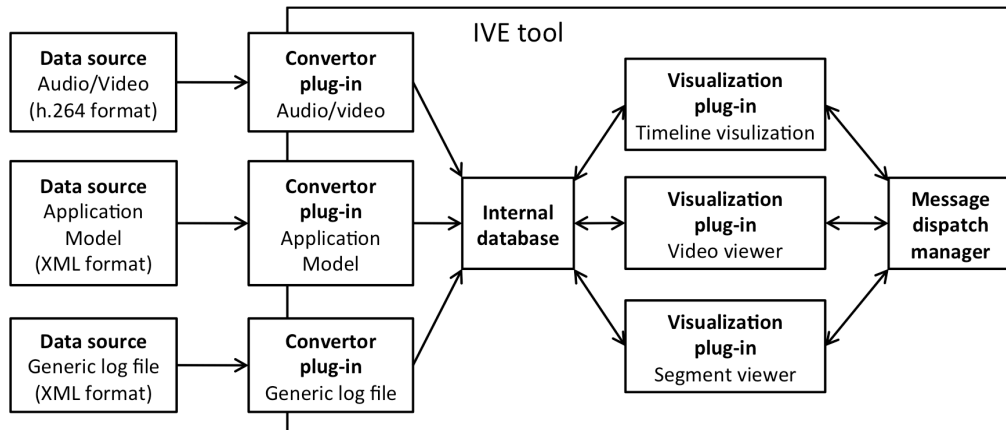 IVE tool
Data source
Audio/Video
(h.264 format)
Convertor
plug-in
Audio/video
Data source
Application
Model
(XML format)
Convertor
plug-in
Application
Model
Data source
Generic log file
(XML format)
Convertor
plug-in
Generic log file
Internal
database
Visualization
plug-in
Timeline visulization
Visualization
plug-in
Video viewer
Visualization
plug-in
Segment viewer
Message
dispatch
manager